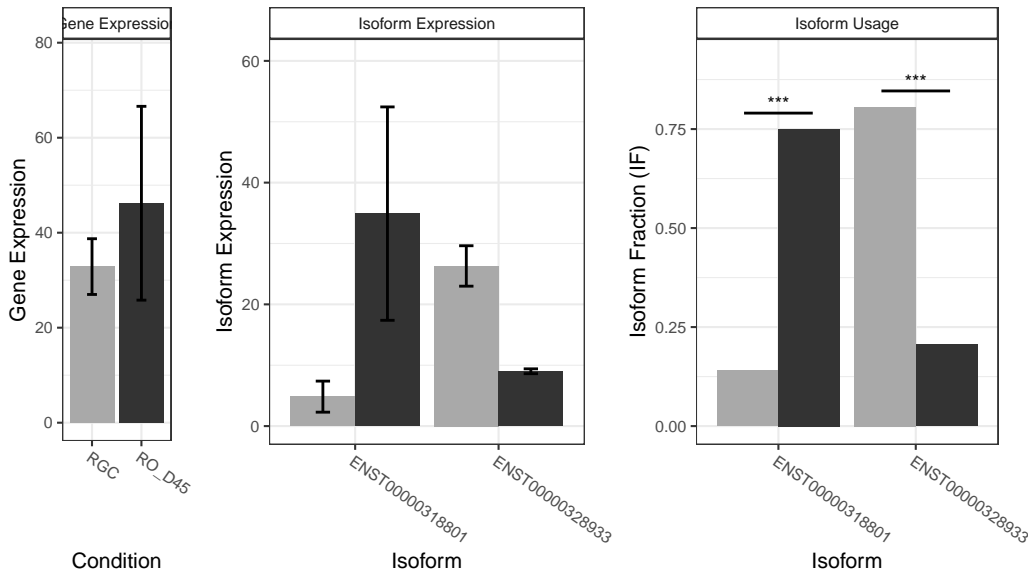 Gene Expression
Gene Expression
80
60
40
20
0
RGC
RO_D45
Condition
Isoform Expression
Isoform Expression
60
40
20
0
ENST00000318801
ENST00000328933
Isoform
Isoform Usage
Isoform Fraction (IF)
0.75
0.50
0.25
0.00
***
***
ENST00000318801
ENST00000328933
Isoform